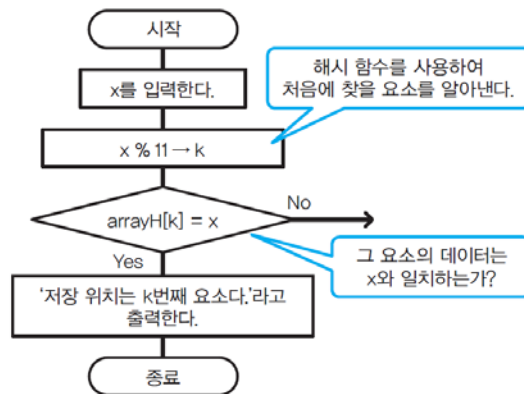 시작
x를 입력한다.
해시 함수를 사용하여
처음에 찾을 요소를 알아낸다.
x % 11 → k
arrayH[k] = x
No
Yes
그 요소의 데이터는
x와 일치하는가?
'저장 위치는 k번째 요소다.'라고
출력한다.
종료